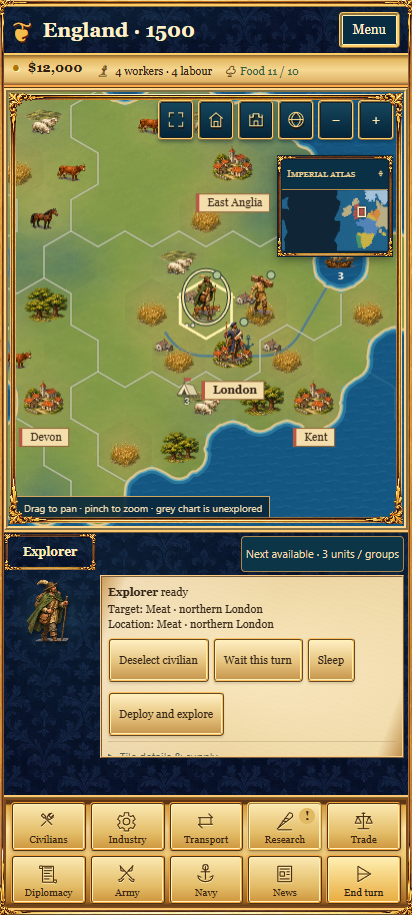 England · 1500
Menu
$12,000
4 workers · 4 labour
Food 11 / 10
East Anglia
Imperial atlas
3
London
3
Devon
Kent
Drag to pan · pinch to zoom · grey chart is unexplored
Explorer
Next available · 3 units / groups
Explorer ready
Target: Meat · northern London
Location: Meat · northern London
Deselect civilian
Wait this turn
Sleep
Deploy and explore
Tile details & supply
Civilians
Industry
Transport
Research
!
Trade
Diplomacy
Army
Navy
News
End turn